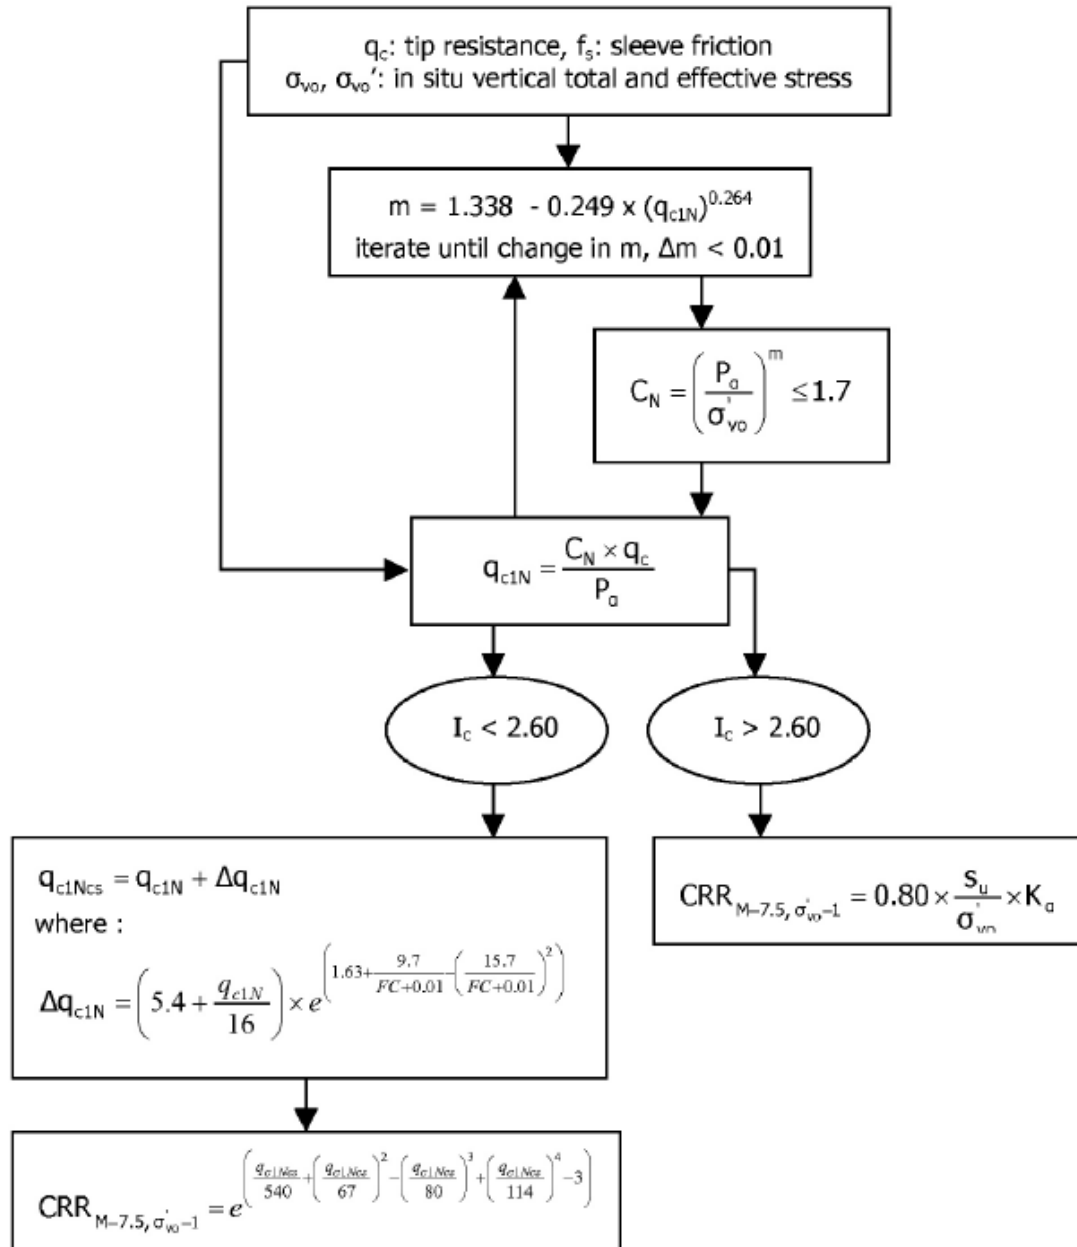 q_c: tip resistance, f_s: sleeve friction
σ_vo, σ_vo': in situ vertical total and effective stress
m = 1.338 - 0.249 x (q_c1N)^0.264
iterate until change in m, Δm < 0.01
C_N = (P_a / σ'_vo)^m ≤ 1.7
q_c1N = (C_N × q_c) / P_a
I_c < 2.60
I_c > 2.60
q_c1Ncs = q_c1N + Δq_c1N
where :
Δq_c1N = (5.4 + q_c1N / 16) × e^(1.63 + 9.7 / (FC+0.01) - (15.7 / (FC+0.01))^2)
CRR_M-7.5, σ'_vo-1 = 0.80 × s_u / σ'_vo × K_α
CRR_M-7.5, σ'_vo-1 = e^(q_c1Ncs / 540 + (q_c1Ncs / 67)^2 - (q_c1Ncs / 80)^3 + (q_c1Ncs / 114)^4 - 3)